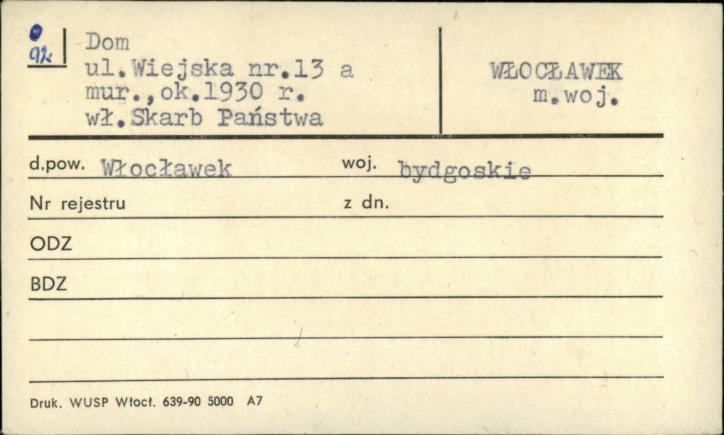 92
Dom
ul.Wiejska nr.13 a
mur.,ok.1930 r.
wł.Skarb Państwa
WŁOCŁAWEK
m.woj.
d.pow. Włocławek woj. bydgoskie
Nr rejestru z dn.
ODZ
BDZ
Druk. WUSP Włocł. 639-90 5000 A7